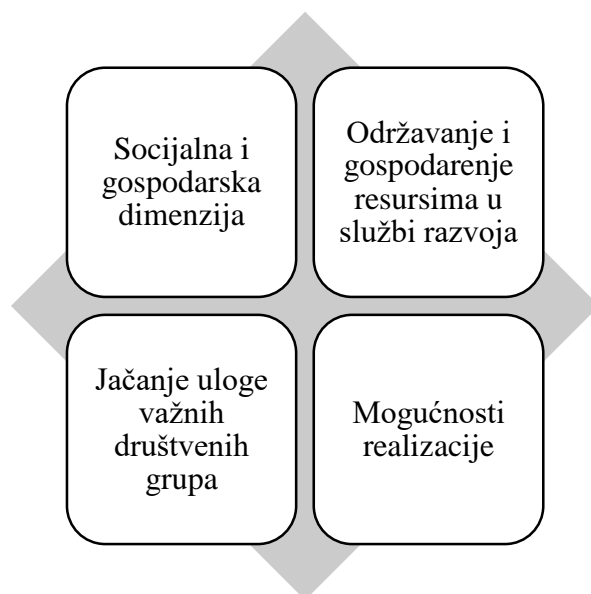 Socijalna i
gospodarska
dimenzija
Održavanje i
gospodarenje
resursima u
službi razvoja
Jačanje uloge
važnih
društvenih
grupa
Mogućnosti
realizacije